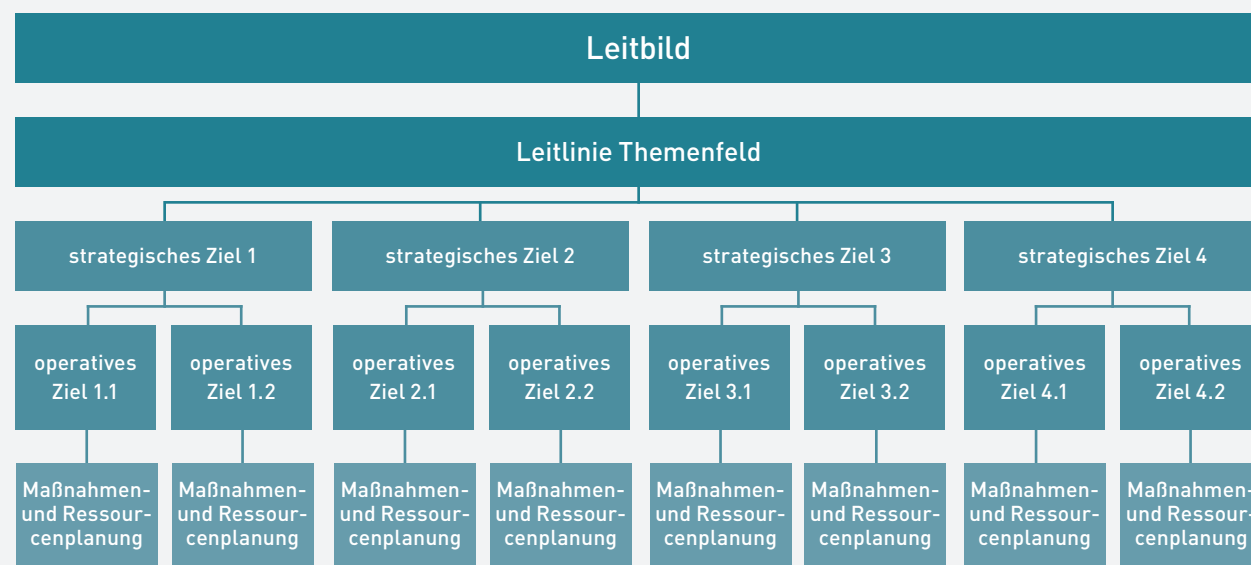 Leitbild
Leitlinie Themenfeld
strategisches Ziel 1
strategisches Ziel 2
strategisches Ziel 3
strategisches Ziel 4
operatives
Ziel 1.1
operatives
Ziel 1.2
operatives
Ziel 2.1
operatives
Ziel 2.2
operatives
Ziel 3.1
operatives
Ziel 3.2
operatives
Ziel 4.1
operatives
Ziel 4.2
Maßnahmen-
und Ressour-
cenplanung
Maßnahmen-
und Ressour-
cenplanung
Maßnahmen-
und Ressour-
cenplanung
Maßnahmen-
und Ressour-
cenplanung
Maßnahmen-
und Ressour-
cenplanung
Maßnahmen-
und Ressour-
cenplanung
Maßnahmen-
und Ressour-
cenplanung
Maßnahmen-
und Ressour-
cenplanung